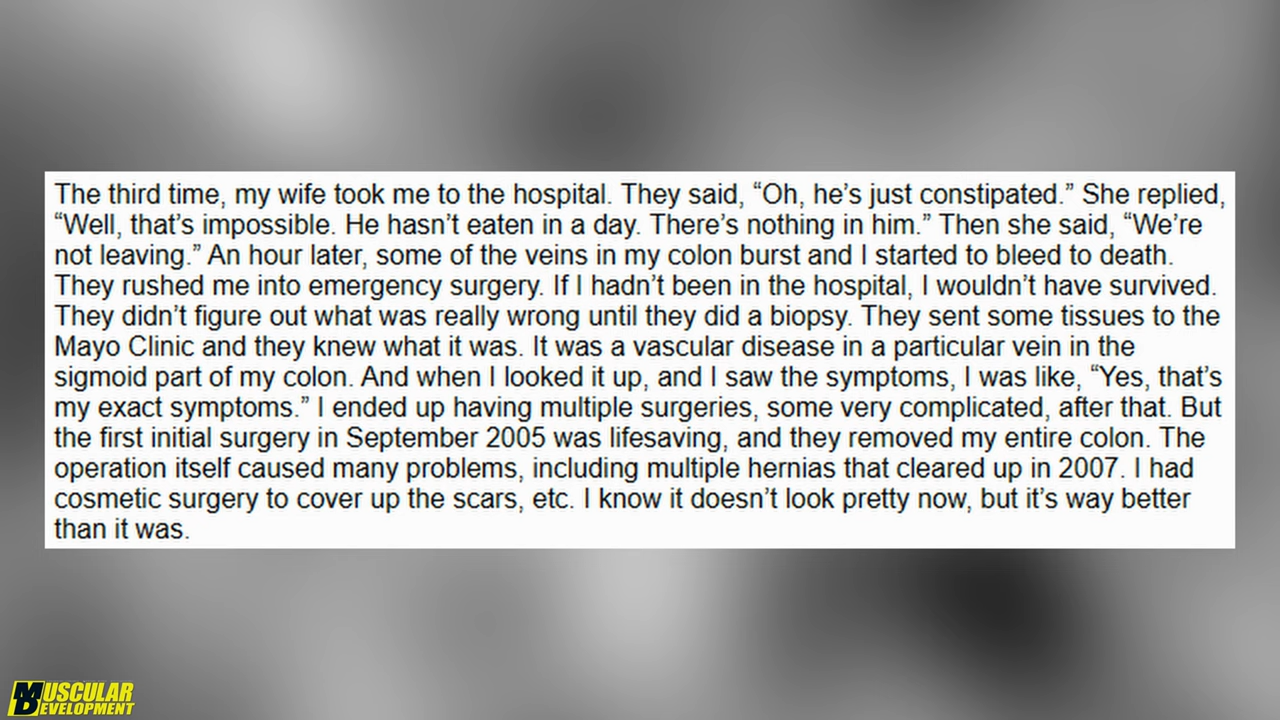 The third time, my wife took me to the hospital. They said, “Oh, he’s just constipated.” She replied,
“Well, that’s impossible. He hasn’t eaten in a day. There’s nothing in him.” Then she said, “We’re
not leaving.” An hour later, some of the veins in my colon burst and I started to bleed to death.
They rushed me into emergency surgery. If I hadn’t been in the hospital, I wouldn’t have survived.
They didn’t figure out what was really wrong until they did a biopsy. They sent some tissues to the
Mayo Clinic and they knew what it was. It was a vascular disease in a particular vein in the
sigmoid part of my colon. And when I looked it up, and I saw the symptoms, I was like, “Yes, that’s
my exact symptoms.” I ended up having multiple surgeries, some very complicated, after that. But
the first initial surgery in September 2005 was lifesaving, and they removed my entire colon. The
operation itself caused many problems, including multiple hernias that cleared up in 2007. I had
cosmetic surgery to cover up the scars, etc. I know it doesn’t look pretty now, but it’s way better
than it was.
MUSCULAR
DEVELOPMENT